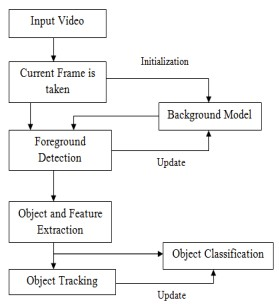 Input Video
Current Frame is
taken
Initialization
Background Model
Foreground
Detection
Update
Object and Feature
Extraction
Object Classification
Object Tracking
Update